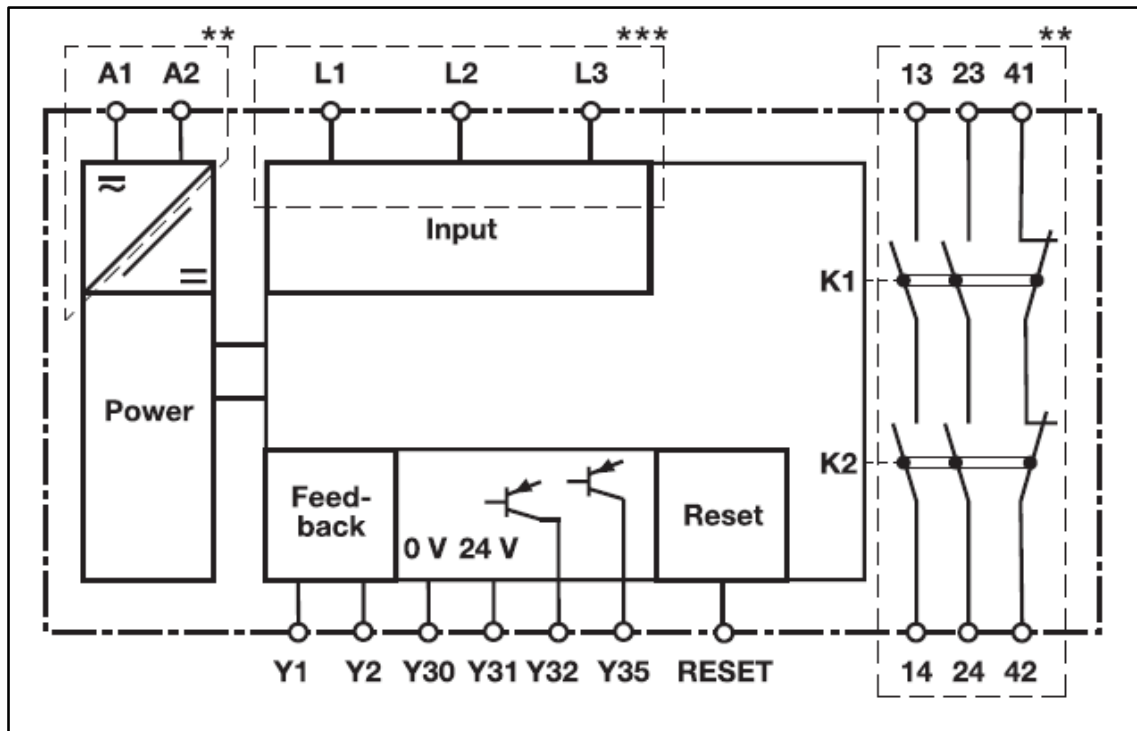 ** *** **
A1 A2 L1 L2 L3 13 23 41
Input
K1
Power
K2
Feed-
back
Reset
0 V 24 V
Y1 Y2 Y30 Y31 Y32 Y35 RESET 14 24 42